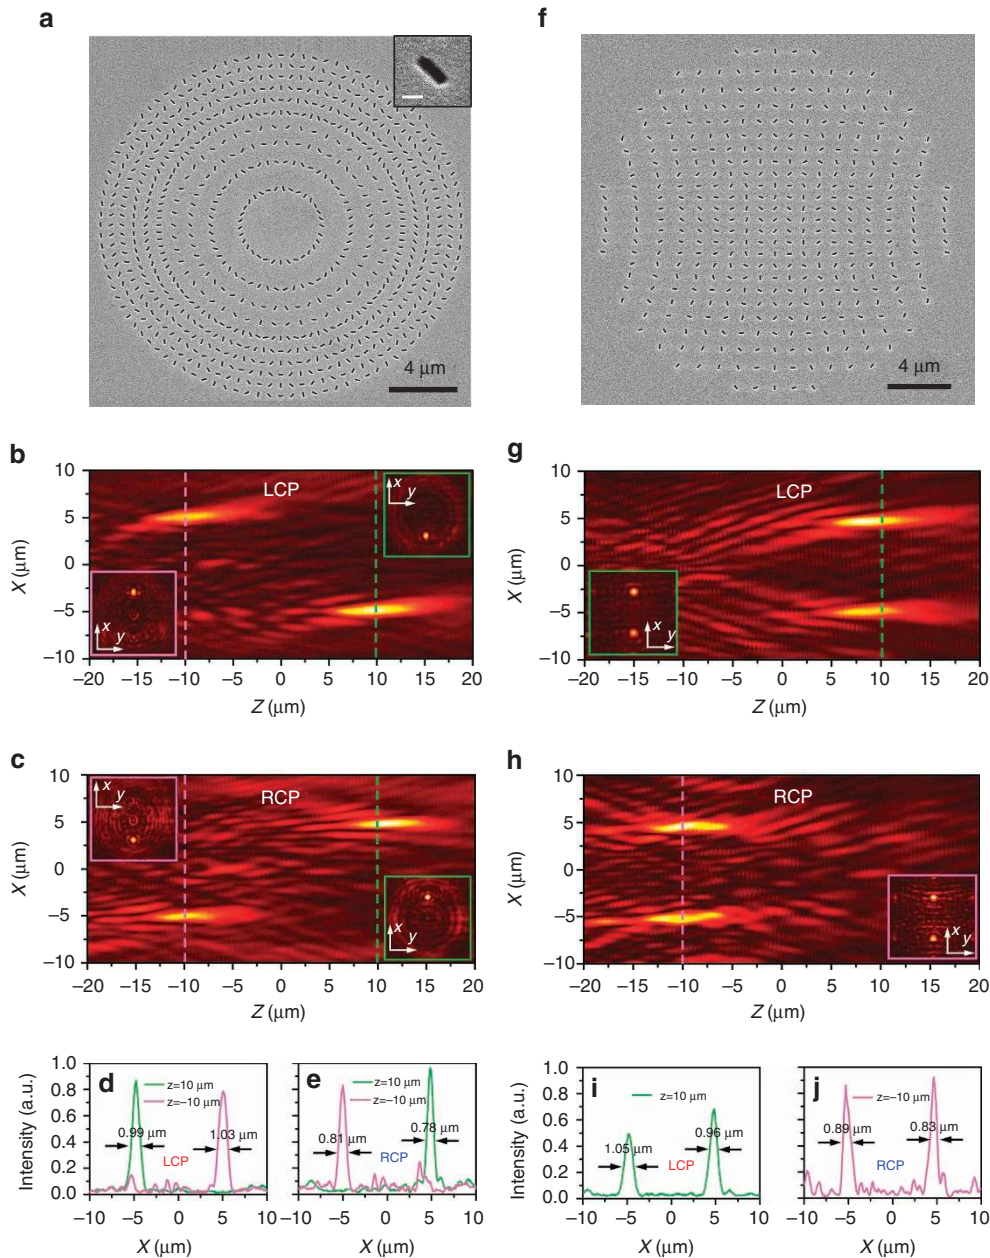 a
f
4 μm
4 μm
b
g
10
5
0
−5
−10
X (μm)
LCP
x
y
x
y
−20 −15 −10 −5 0 5 10 15 20
Z (μm)
10
5
0
−5
−10
X (μm)
LCP
x
y
−20 −15 −10 −5 0 5 10 15 20
Z (μm)
c
h
10
5
0
−5
−10
X (μm)
RCP
x
y
x
y
−20 −15 −10 −5 0 5 10 15 20
Z (μm)
10
5
0
−5
−10
X (μm)
RCP
x
y
−20 −15 −10 −5 0 5 10 15 20
Z (μm)
1.0
0.8
0.6
0.4
0.2
0.0
Intensity (a.u.)
d
z=10 μm
z=−10 μm
0.99 μm
1.03 μm
LCP
−10 −5 0 5 10
X (μm)
e
z=10 μm
z=−10 μm
0.81 μm
0.78 μm
RCP
−10 −5 0 5 10
X (μm)
1.0
0.8
0.6
0.4
0.2
0.0
Intensity (a.u.)
i
z=10 μm
1.05 μm
0.96 μm
LCP
−10 −5 0 5 10
X (μm)
j
z=−10 μm
0.89 μm
0.83 μm
RCP
−10 −5 0 5 10
X (μm)